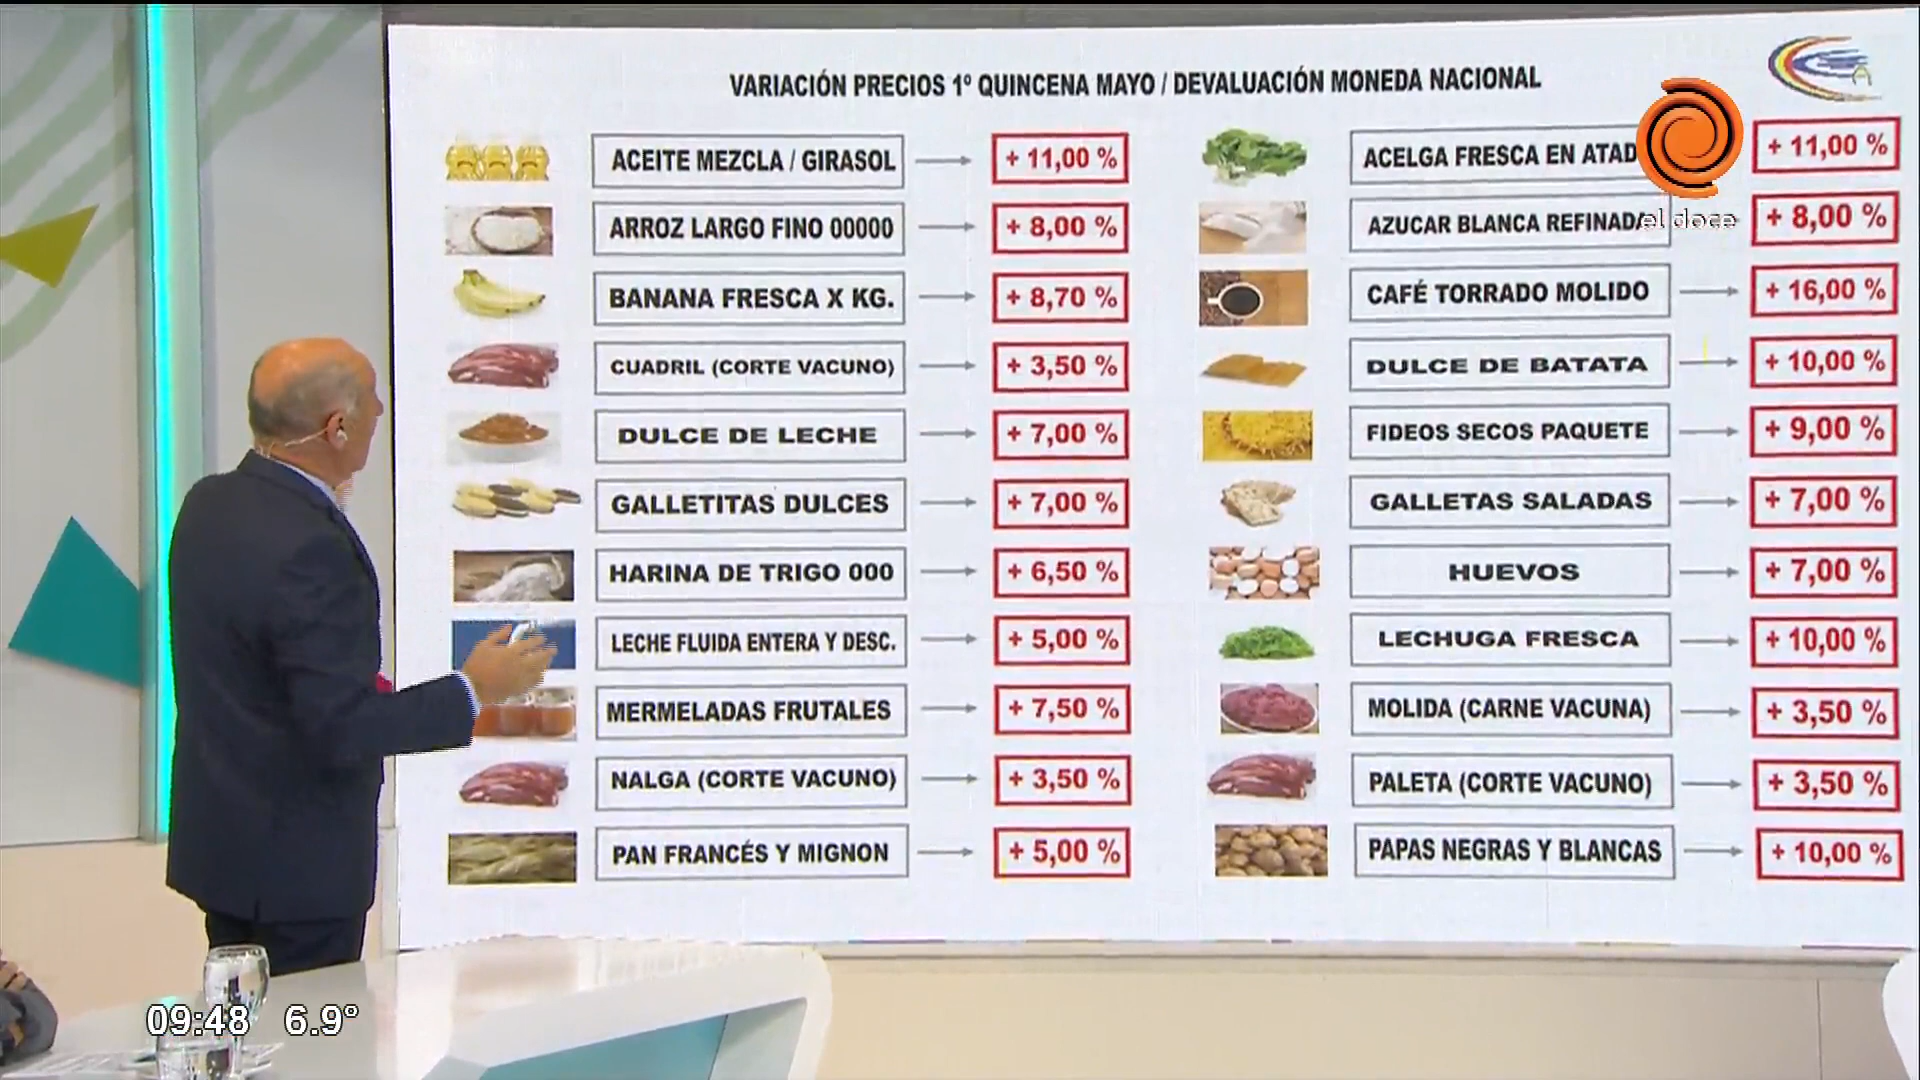 VARIACIÓN PRECIOS 1º QUINCENA MAYO / DEVALUACIÓN MONEDA NACIONAL
ACEITE MEZCLA / GIRASOL + 11,00 %
ARROZ LARGO FINO 00000 + 8,00 %
BANANA FRESCA X KG. + 8,70 %
CUADRIL (CORTE VACUNO) + 3,50 %
DULCE DE LECHE + 7,00 %
GALLETITAS DULCES + 7,00 %
HARINA DE TRIGO 000 + 6,50 %
LECHE FLUIDA ENTERA Y DESC. + 5,00 %
MERMELADAS FRUTALES + 7,50 %
NALGA (CORTE VACUNO) + 3,50 %
PAN FRANCÉS Y MIGNON + 5,00 %
ACELGA FRESCA EN ATAD + 11,00 %
AZUCAR BLANCA REFINADA + 8,00 %
CAFÉ TORRADO MOLIDO + 16,00 %
DULCE DE BATATA + 10,00 %
FIDEOS SECOS PAQUETE + 9,00 %
GALLETAS SALADAS + 7,00 %
HUEVOS + 7,00 %
LECHUGA FRESCA + 10,00 %
MOLIDA (CARNE VACUNA) + 3,50 %
PALETA (CORTE VACUNO) + 3,50 %
PAPAS NEGRAS Y BLANCAS + 10,00 %
el doce
09:48 6.9°